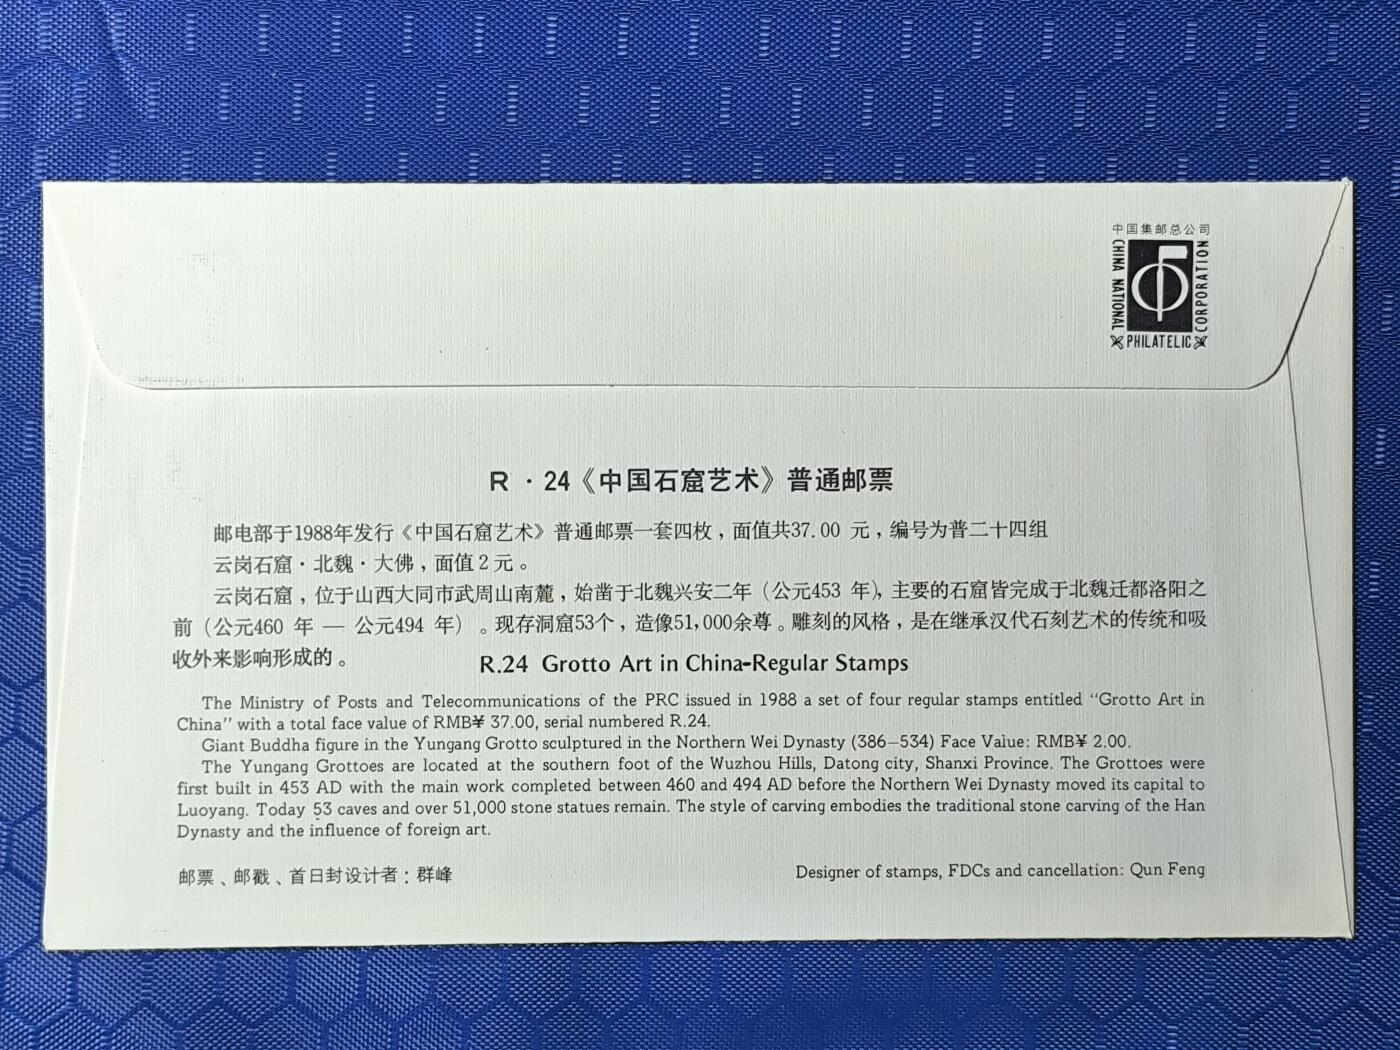 中国集邮总公司
CHINA NATIONAL
PHILATELIC
CORPORATION
R·24《中国石窟艺术》普通邮票
邮电部于1988年发行《中国石窟艺术》普通邮票一套四枚，面值共37.00 元，编号为普二十四组
云岗石窟·北魏·大佛，面值2元。
云岗石窟，位于山西大同市武周山南麓，始凿于北魏兴安二年（公元453 年），主要的石窟皆完成于北魏迁都洛阳之
前（公元460 年 — 公元494 年）。现存洞窟53个，造像51,000余尊。雕刻的风格，是在继承汉代石刻艺术的传统和吸
收外来影响形成的。
R.24 Grotto Art in China-Regular Stamps
The Ministry of Posts and Telecommunications of the PRC issued in 1988 a set of four regular stamps entitled “Grotto Art in
China” with a total face value of RMB¥ 37.00, serial numbered R.24.
Giant Buddha figure in the Yungang Grotto sculptured in the Northern Wei Dynasty (386–534) Face Value: RMB¥ 2.00.
The Yungang Grottoes are located at the southern foot of the Wuzhou Hills, Datong city, Shanxi Province. The Grottoes were
first built in 453 AD with the main work completed between 460 and 494 AD before the Northern Wei Dynasty moved its capital to
Luoyang. Today 53 caves and over 51,000 stone statues remain. The style of carving embodies the traditional stone carving of the Han
Dynasty and the influence of foreign art.
邮票、邮戳、首日封设计者：群峰
Designer of stamps, FDCs and cancellation: Qun Feng